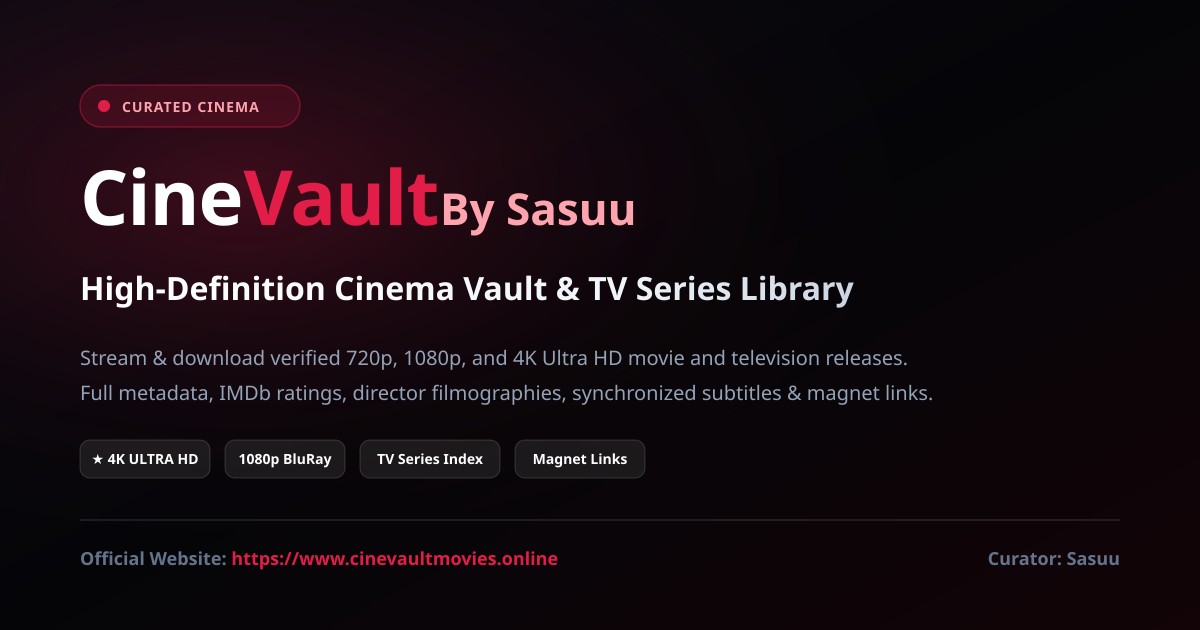 CURATED CINEMA
CineVaultBy Sasuu
High-Definition Cinema Vault & TV Series Library
Stream & download verified 720p, 1080p, and 4K Ultra HD movie and television releases.
Full metadata, IMDb ratings, director filmographies, synchronized subtitles & magnet links.
★ 4K ULTRA HD 1080p BluRay TV Series Index Magnet Links
Official Website: https://www.cinevaultmovies.online Curator: Sasuu